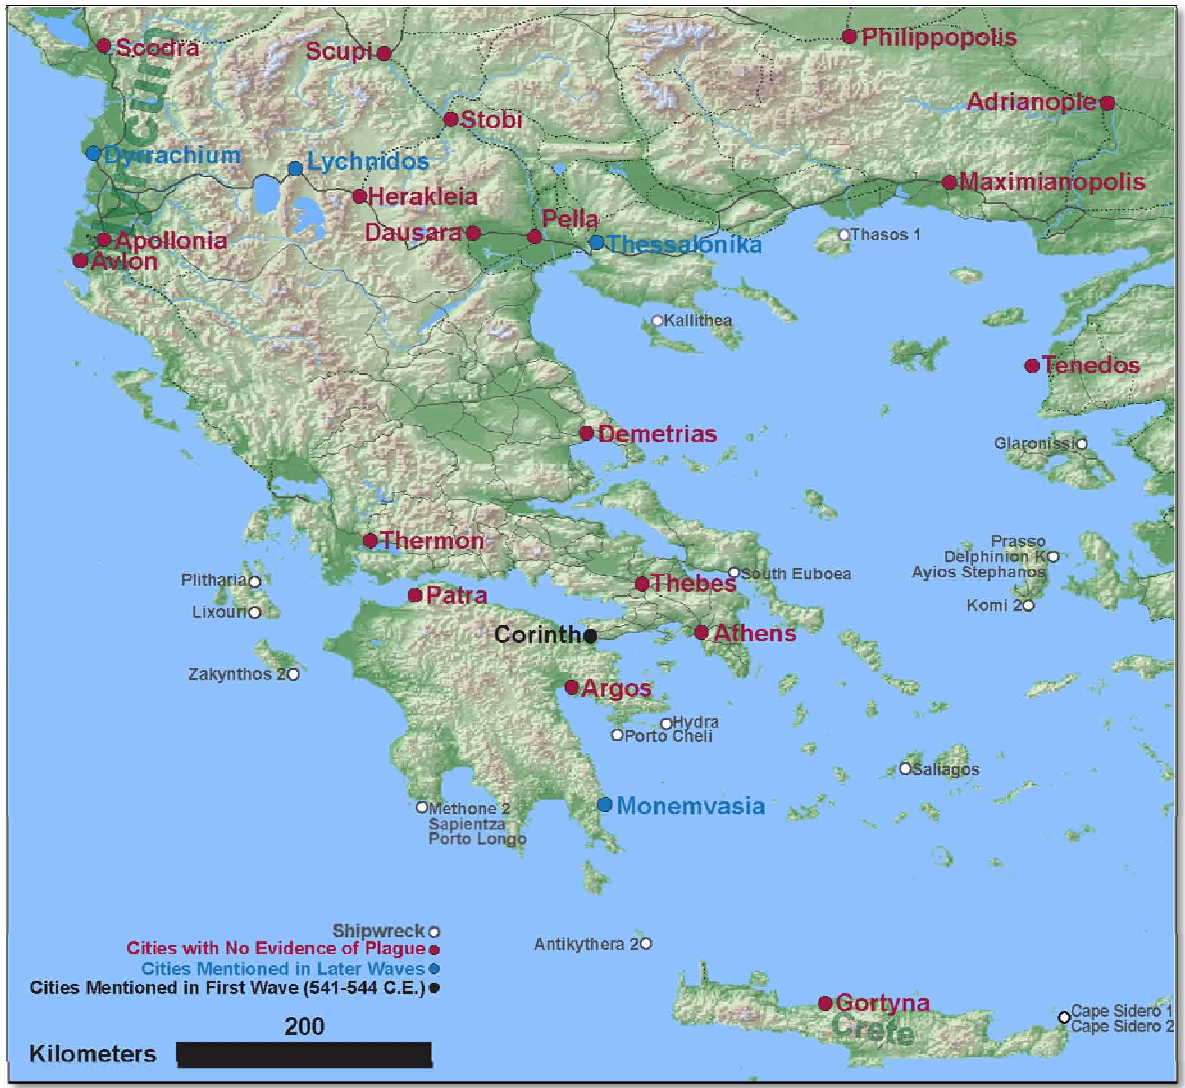 Scodra
Scupi
Philippopolis
Adrianople
Stobi
Dyrrachium
Lychnidos
Herakleia
Maximianopolis
Pella
Dausara
Thessalonika
Thasos 1
Apollonia
Avlon
Kallithea
Tenedos
Demetrias
Glaronissi
Thermon
Prasso
Delphinion K
Ayios Stephanos
South Euboea
Plitharia
Thebes
Patra
Lixouri
Komi 2
Corinth
Athens
Zakynthos 2
Argos
Hydra
Porto Cheli
Saliagos
Methone 2
Sapientza
Porto Longo
Monemvasia
Shipwreck
Cities with No Evidence of Plague
Cities Mentioned in Later Waves
Cities Mentioned in First Wave (541-544 C.E.)
Antikythera 2
Gortyna
Crete
Cape Sidero 1
Cape Sidero 2
200
Kilometers